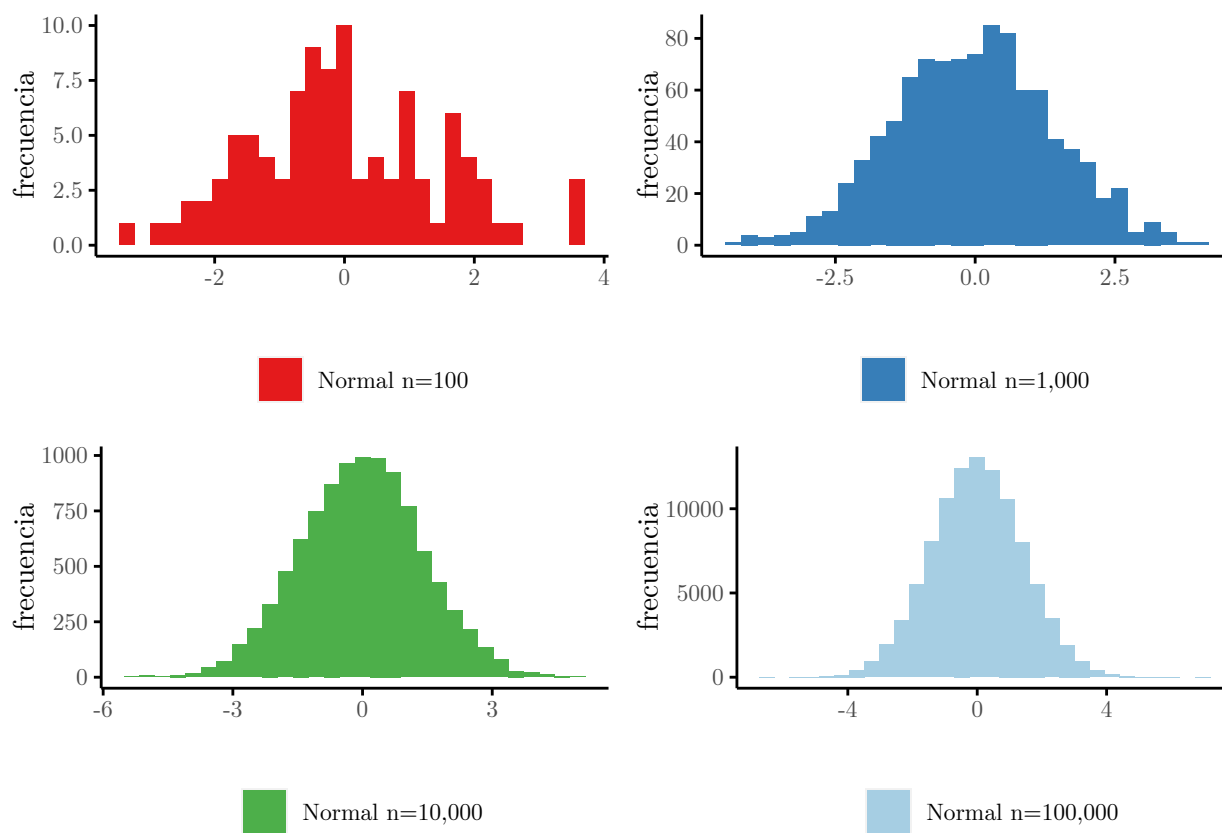 frecuencia
10.0
7.5
5.0
2.5
0.0
-2 0 2 4
Normal n=100
frecuencia
80
60
40
20
0
-2.5 0.0 2.5
Normal n=1,000
frecuencia
1000
750
500
250
0
-6 -3 0 3
Normal n=10,000
frecuencia
10000
5000
0
-4 0 4
Normal n=100,000